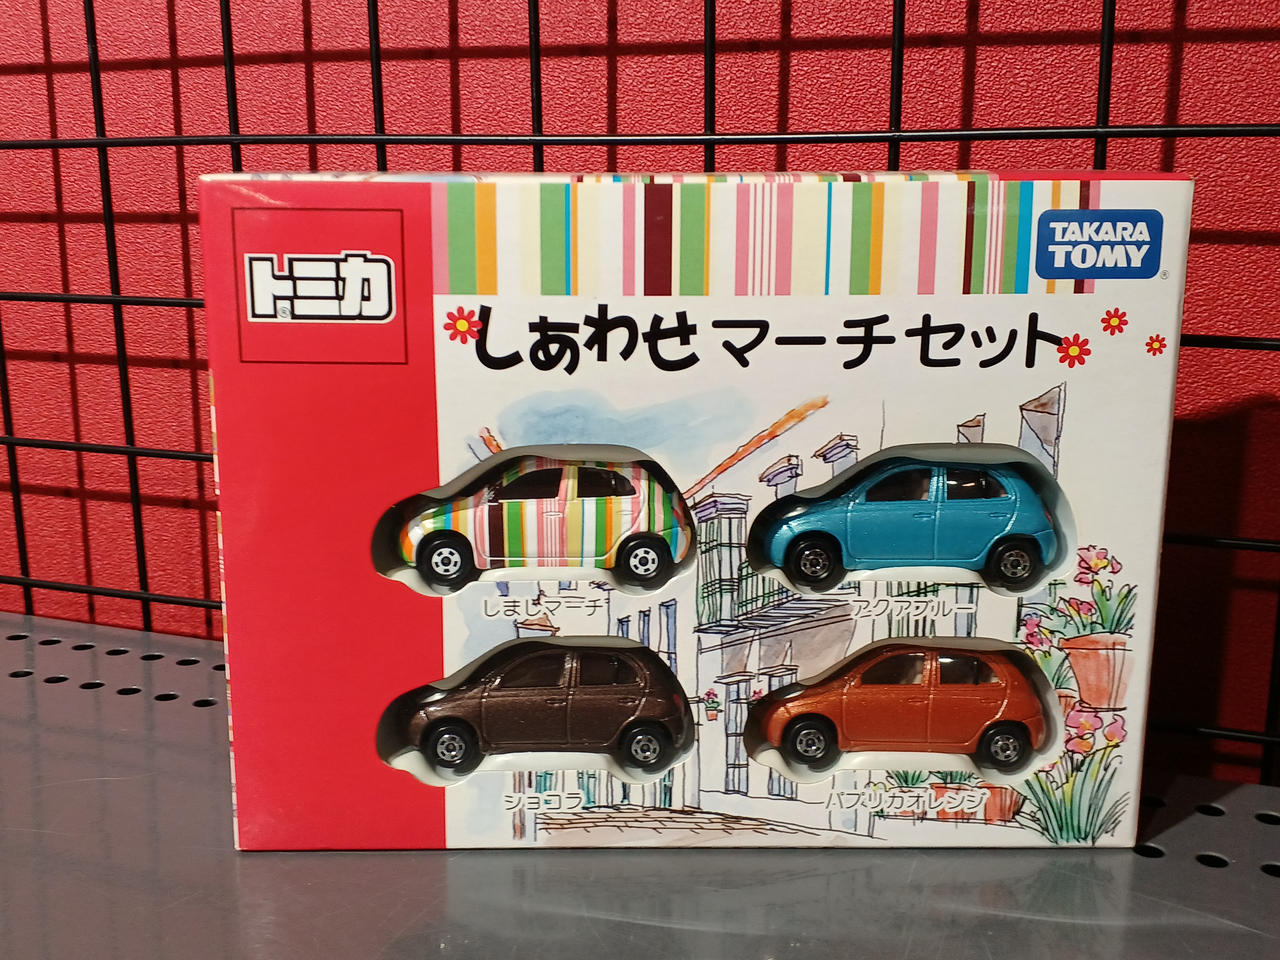 トミカ
®
TAKARA
TOMY
®
しあわせマーチセット
しましマーチ
アクアブルー
ショコラ
パプリカオレンジ